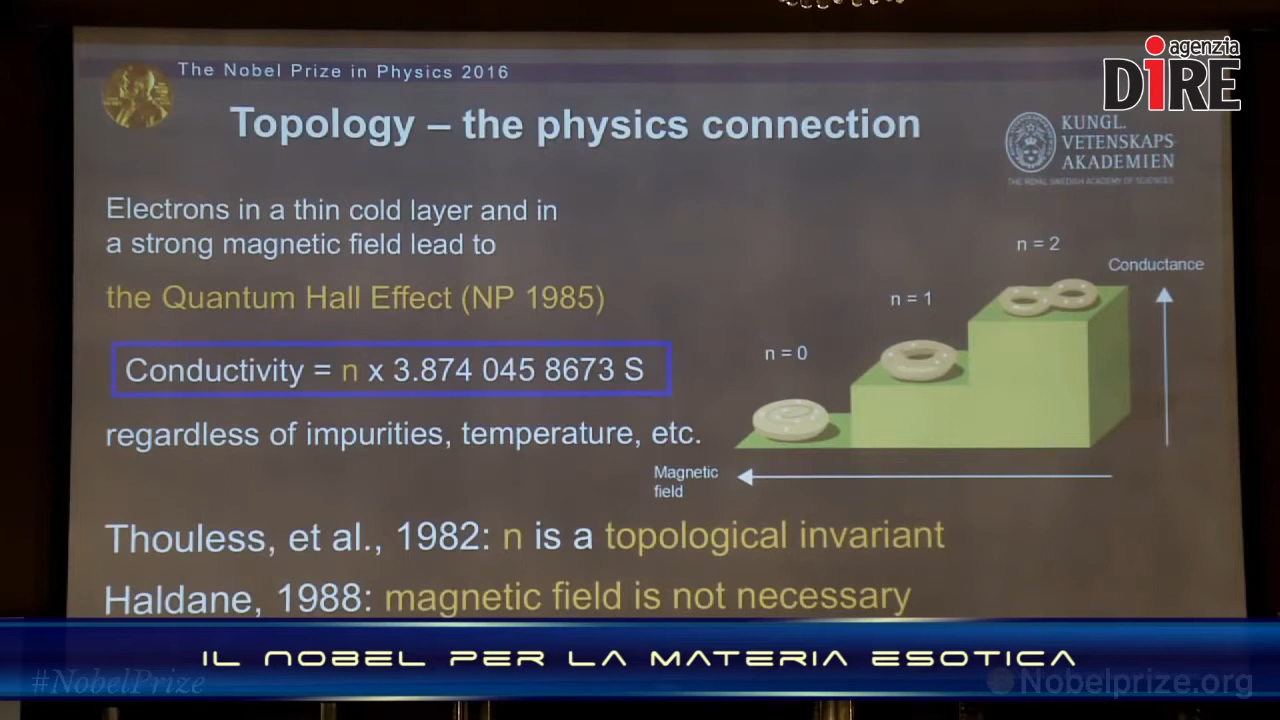 agenzia
DiRE
The Nobel Prize in Physics 2016
Topology – the physics connection
KUNGL.
VETENSKAPS
AKADEMIEN
THE ROYAL SWEDISH ACADEMY OF SCIENCES
Electrons in a thin cold layer and in
a strong magnetic field lead to
the Quantum Hall Effect (NP 1985)
Conductivity = n x 3.874 045 8673 S
regardless of impurities, temperature, etc.
n = 2
Conductance
n = 1
n = 0
Magnetic
field
Thouless, et al., 1982: n is a topological invariant
Haldane, 1988: magnetic field is not necessary
IL NOBEL PER LA MATERIA ESOTICA
#NobelPrize
Nobelprize.org